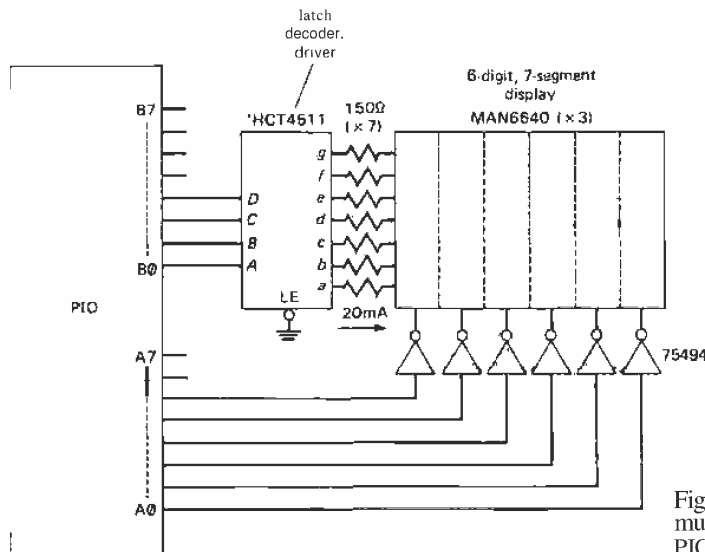 latch
decoder.
driver
6-digit, 7-segment
display
B7
'HCT4511
150Ω
(×7)
MAN6640 (×3)
g
f
D
e
C
d
B
c
B0
A
b
a
PIO
LE
20mA
A7
75494
A0
Fig
mu
PIO